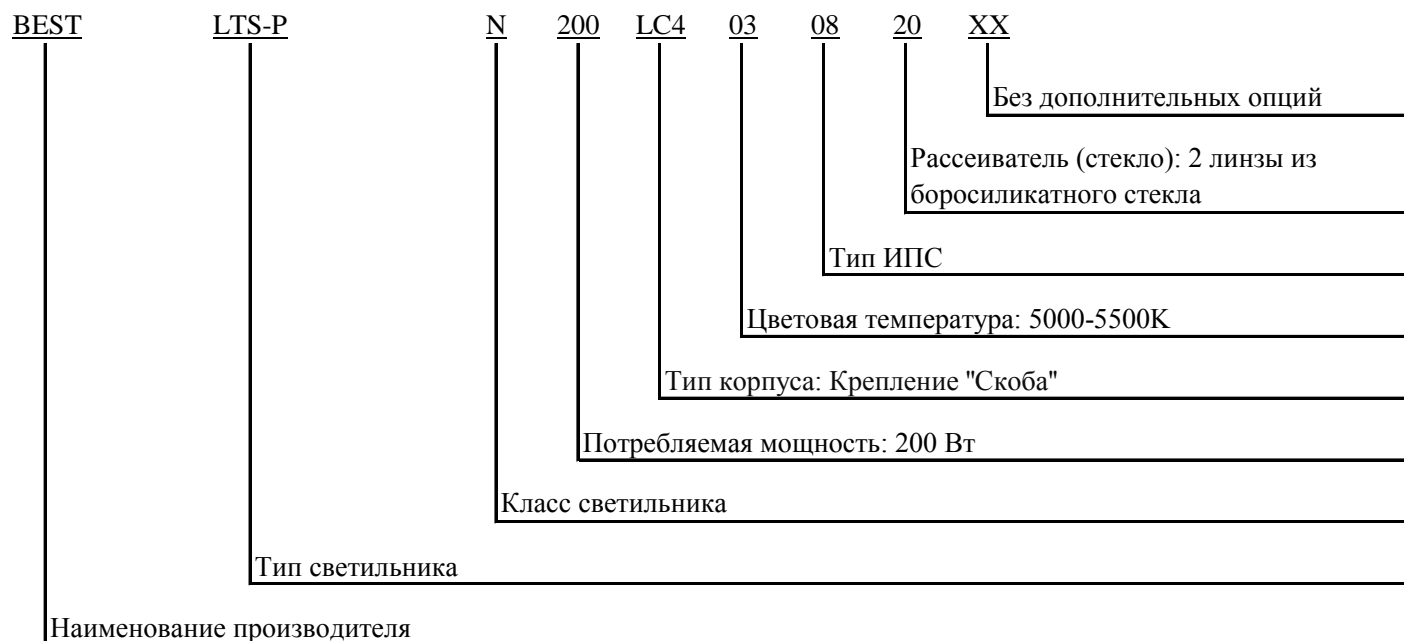 BEST LTS-P N 200 LC4 03 08 20 XX
Без дополнительных опций
Рассеиватель (стекло): 2 линзы из
боросиликатного стекла
Тип ИПС
Цветовая температура: 5000-5500K
Тип корпуса: Крепление "Скоба"
Потребляемая мощность: 200 Вт
Класс светильника
Тип светильника
Наименование производителя